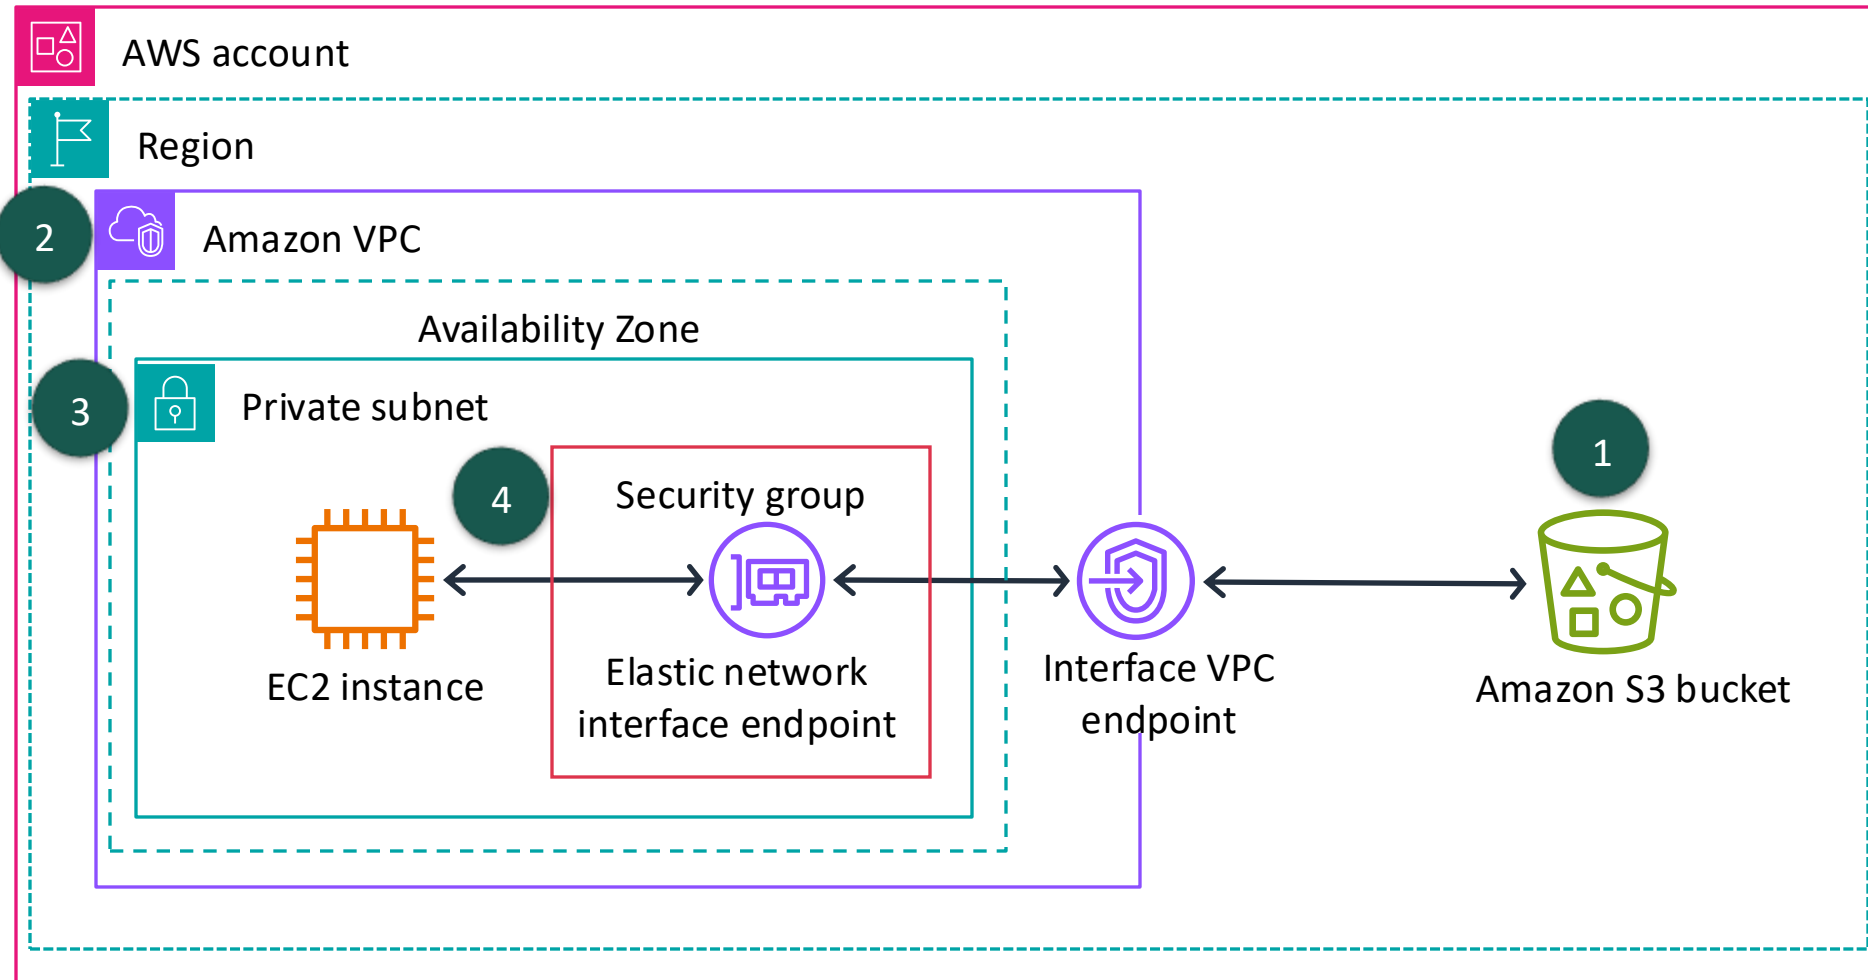 AWS account
Region
2
Amazon VPC
Availability Zone
3
Private subnet
1
4
Security group
EC2 instance
Elastic network
interface endpoint
Interface VPC
endpoint
Amazon S3 bucket